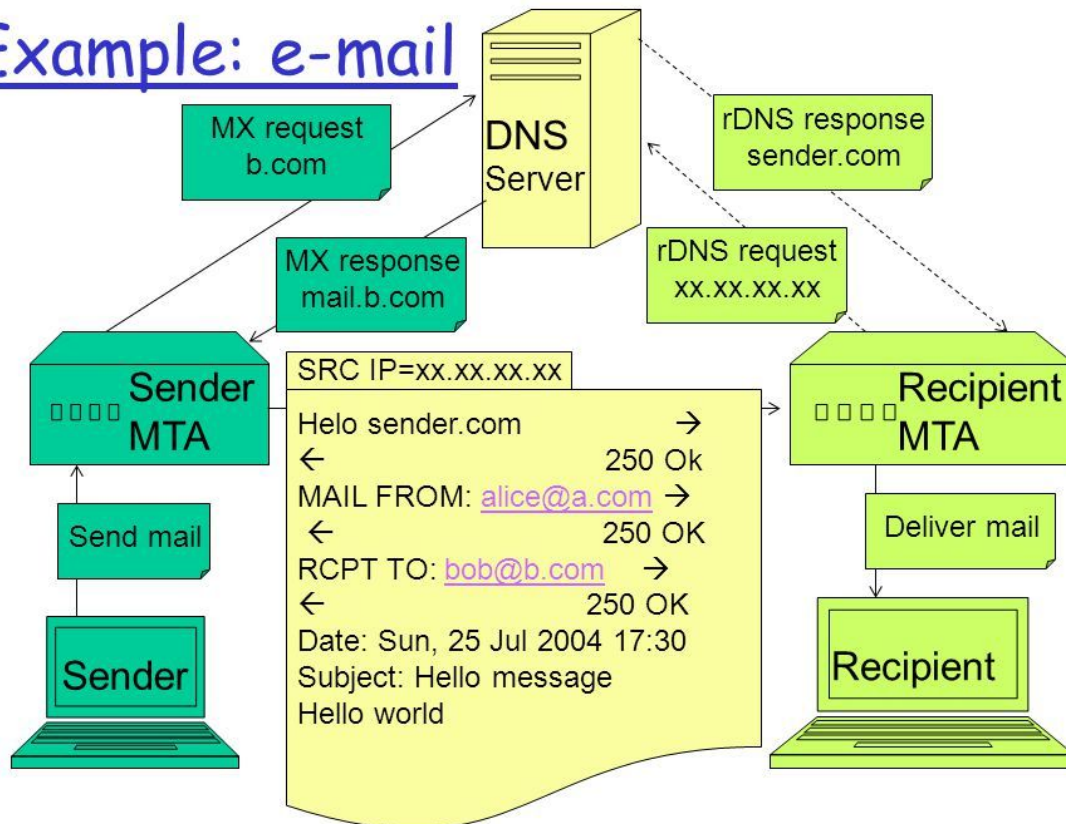 Example: e-mail
MX request
b.com
DNS
Server
rDNS response
sender.com
MX response
mail.b.com
rDNS request
xx.xx.xx.xx
Sender
MTA
SRC IP=xx.xx.xx.xx
Helo sender.com →
← 250 Ok
MAIL FROM: alice@a.com →
← 250 OK
RCPT TO: bob@b.com →
← 250 OK
Date: Sun, 25 Jul 2004 17:30
Subject: Hello message
Hello world
Recipient
MTA
Send mail
Deliver mail
Sender
Recipient